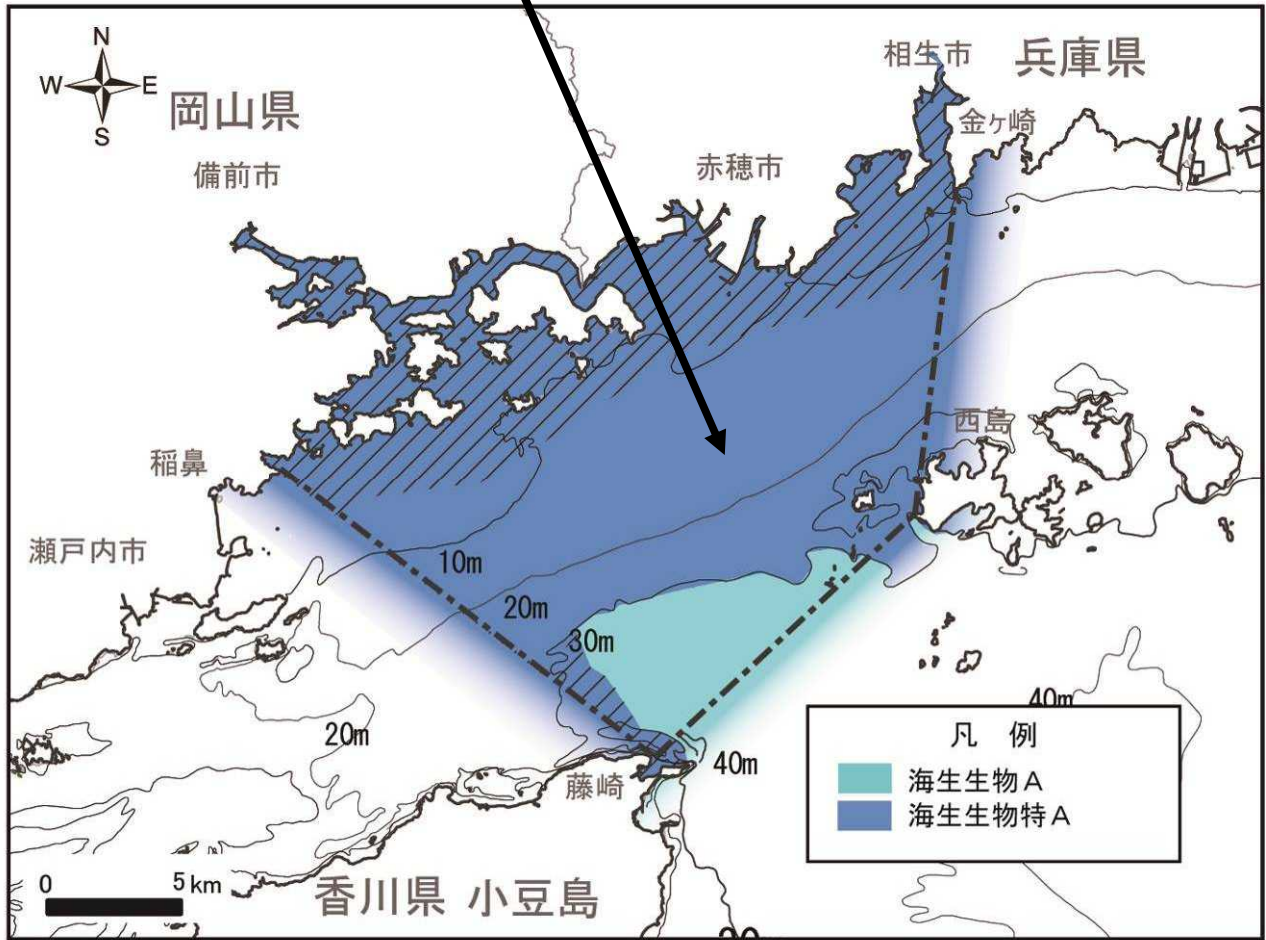 N
W E
S
岡山県
備前市
相生市
兵庫県
金ヶ崎
赤穂市
西島
稲鼻
瀬戸内市
10m
20m
30m
20m
40m
40m
藤崎
凡 例
海生生物A
海生生物特A
0 5km
香川県 小豆島